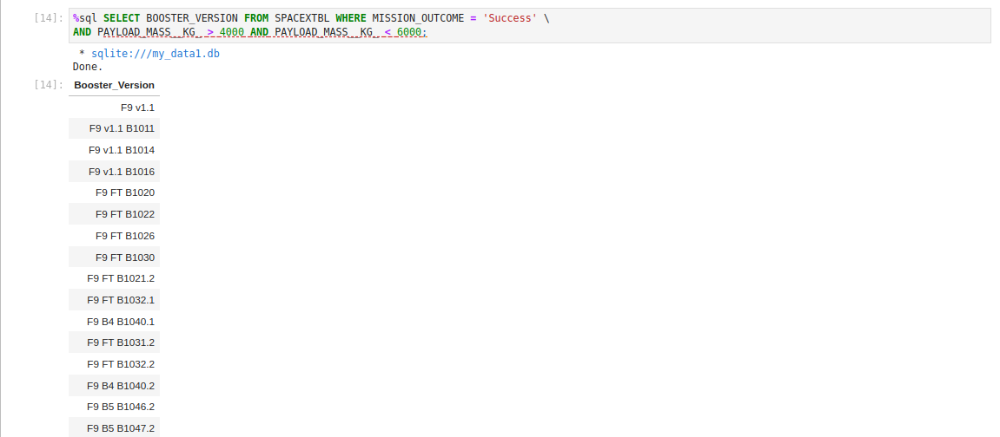 [14]: %sql SELECT BOOSTER_VERSION FROM SPACEXTBL WHERE MISSION_OUTCOME = 'Success' \
AND PAYLOAD_MASS__KG_ > 4000 AND PAYLOAD_MASS__KG_ < 6000;
* sqlite:///my_data1.db
Done.
[14]: Booster_Version
F9 v1.1
F9 v1.1 B1011
F9 v1.1 B1014
F9 v1.1 B1016
F9 FT B1020
F9 FT B1022
F9 FT B1026
F9 FT B1030
F9 FT B1021.2
F9 FT B1032.1
F9 B4 B1040.1
F9 FT B1031.2
F9 FT B1032.2
F9 B4 B1040.2
F9 B5 B1046.2
F9 B5 B1047.2